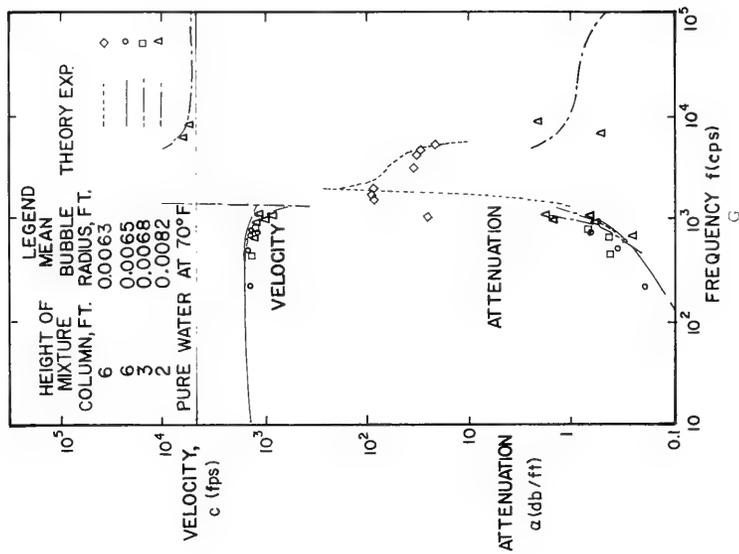 LEGEND
HEIGHT OF MIXTURE COLUMN, FT. MEAN BUBBLE RADIUS, FT. THEORY EXP.
6 0.0063
6 0.0065
3 0.0068
2 0.0082
PURE WATER AT 70°F
10⁵
10⁴
10³
VELOCITY, c (fps)
VELOCITY
10²
1
0.1
ATTENUATION α(db/ft)
ATTENUATION
10 10² 10³ 10⁴ 10⁵
FREQUENCY f(cps)
G